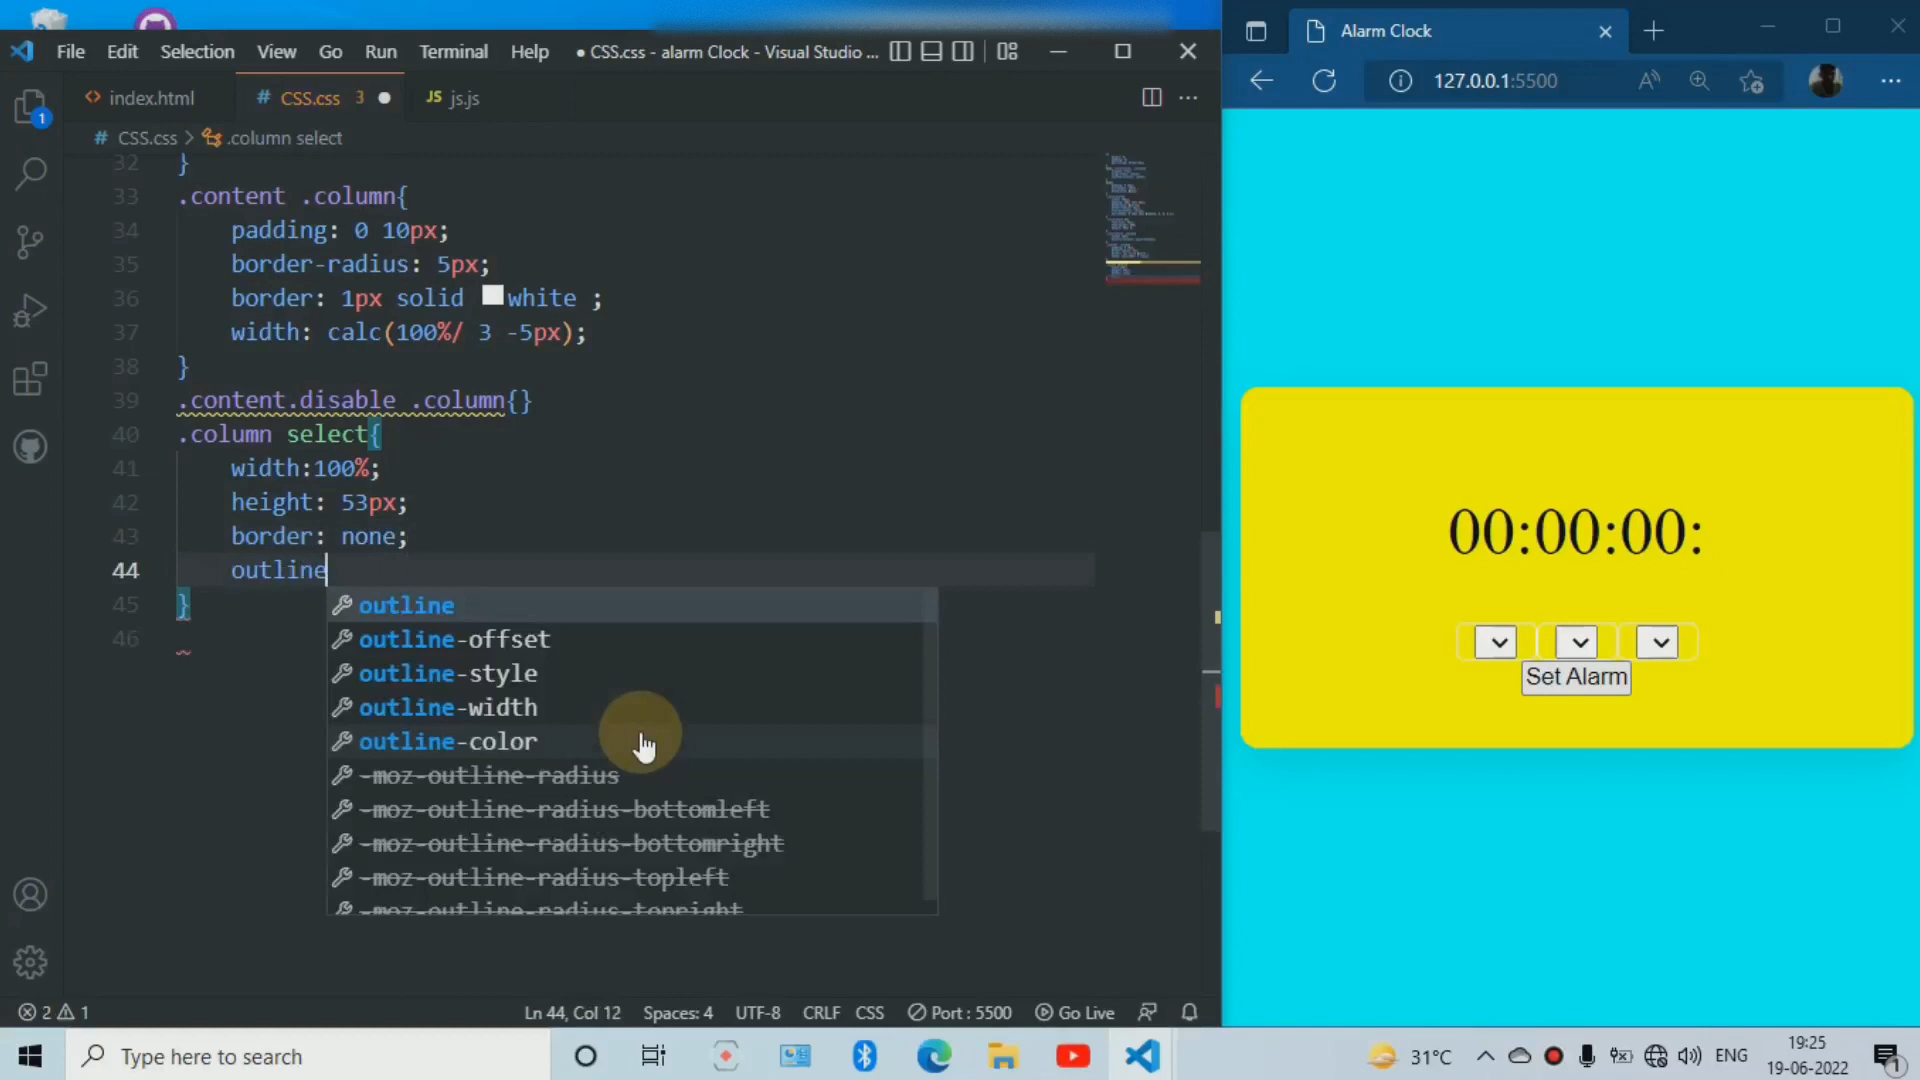 File Edit Selection View Go Run Terminal Help
● CSS.css - alarm Clock - Visual Studio ...
index.html
# CSS.css 3 ●
JS js.js
# CSS.css > .column select
32 }
33 .content .column{
34 padding: 0 10px;
35 border-radius: 5px;
36 border: 1px solid white ;
37 width: calc(100%/ 3 -5px);
38 }
39 .content.disable .column{}
40 .column select{
41 width:100%;
42 height: 53px;
43 border: none;
44 outline
45 }
46
outline
outline-offset
outline-style
outline-width
outline-color
-moz-outline-radius
-moz-outline-radius-bottomleft
-moz-outline-radius-bottomright
-moz-outline-radius-topleft
-moz-outline-radius-topright
1
2 1
Ln 44, Col 12 Spaces: 4 UTF-8 CRLF CSS Port : 5500 Go Live
Alarm Clock
127.0.0.1:5500
00:00:00:
Set Alarm
Type here to search
31°C
ENG
19:25
19-06-2022
1